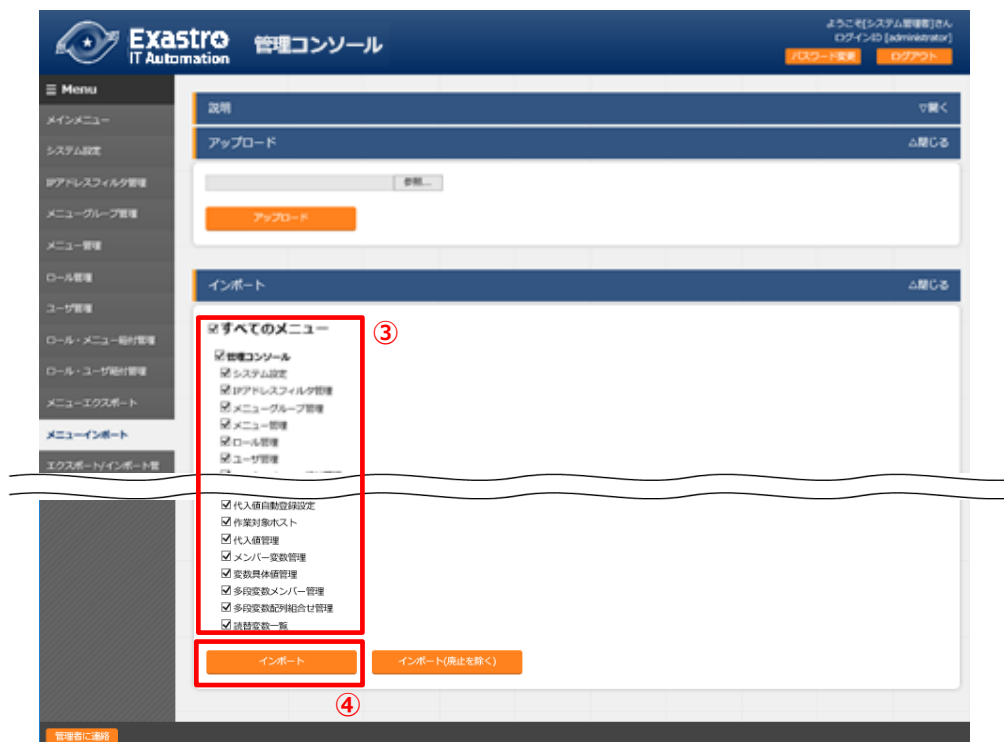 Exastro
IT Automation
管理コンソール
ようこそ[システム管理者]さん
ログインID [administrator]
パスワード変更
ログアウト
≡ Menu
メインメニュー
システム設定
IPアドレスフィルタ管理
メニューグループ管理
メニュー管理
ロール管理
ユーザ管理
ロール・メニュー紐付管理
ロール・ユーザ紐付管理
メニューエクスポート
メニューインポート
エクスポート/インポート管
説明
▽開く
アップロード
△閉じる
参照...
アップロード
インポート
△閉じる
すべてのメニュー
③
管理コンソール
システム設定
IPアドレスフィルタ管理
メニューグループ管理
メニュー管理
ロール管理
ユーザ管理
代入値自動登録設定
作業対象ホスト
代入値管理
メンバー変数管理
変数具体値管理
多段変数メンバー管理
多段変数配列組合せ管理
読替変数一覧
インポート
インポート(廃止を除く)
④
管理者に連絡